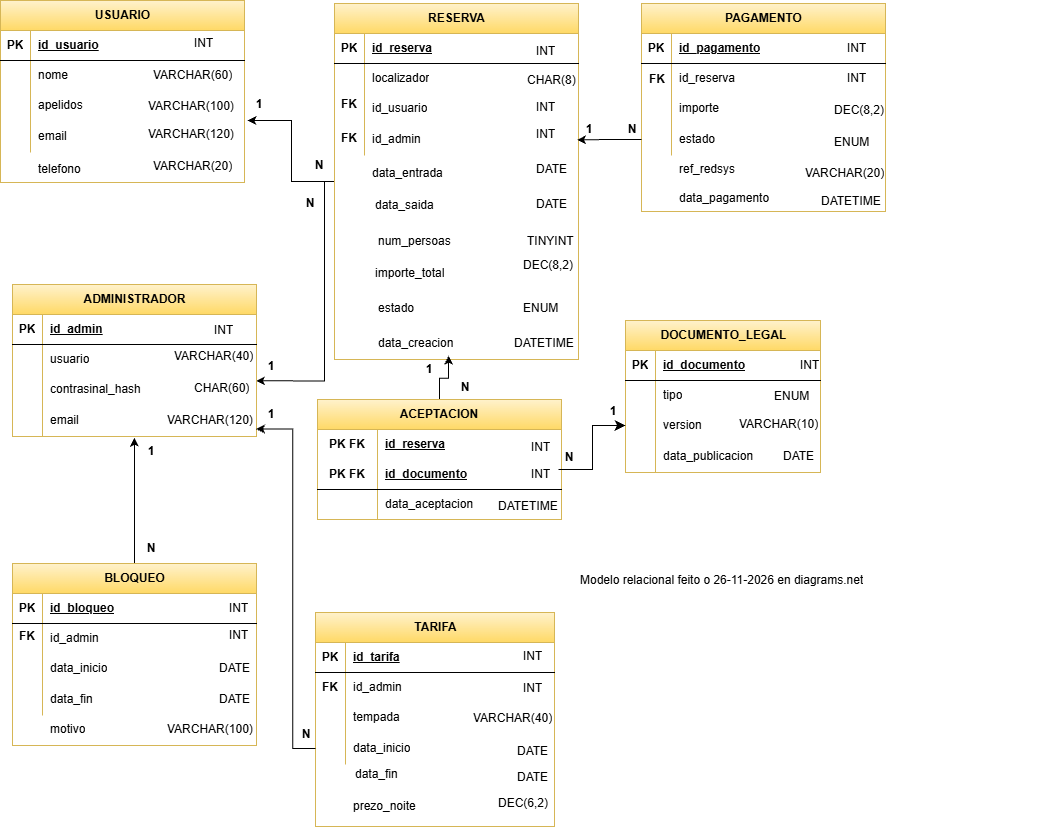 USUARIO
PK id_usuario INT
nome VARCHAR(60)
apelidos VARCHAR(100)
email VARCHAR(120)
telefono VARCHAR(20)
1
N
N
RESERVA
PK id_reserva INT
localizador CHAR(8)
FK id_usuario INT
FK id_admin INT
data_entrada DATE
data_saida DATE
num_persoas TINYINT
importe_total DEC(8,2)
estado ENUM
data_creacion DATETIME
1 N
PAGAMENTO
PK id_pagamento INT
FK id_reserva INT
importe DEC(8,2)
estado ENUM
ref_redsys VARCHAR(20)
data_pagamento DATETIME
ADMINISTRADOR
PK id_admin INT
usuario VARCHAR(40)
contrasinal_hash CHAR(60)
email VARCHAR(120)
1
1
1
N
1
N
ACEPTACION
PK FK id_reserva INT
PK FK id_documento INT
data_aceptacion DATETIME
N
1
DOCUMENTO_LEGAL
PK id_documento INT
tipo ENUM
version VARCHAR(10)
data_publicacion DATE
BLOQUEO
PK id_bloqueo INT
FK id_admin INT
data_inicio DATE
data_fin DATE
motivo VARCHAR(100)
N
TARIFA
PK id_tarifa INT
FK id_admin INT
tempada VARCHAR(40)
data_inicio DATE
data_fin DATE
prezo_noite DEC(6,2)
Modelo relacional feito o 26-11-2026 en diagrams.net